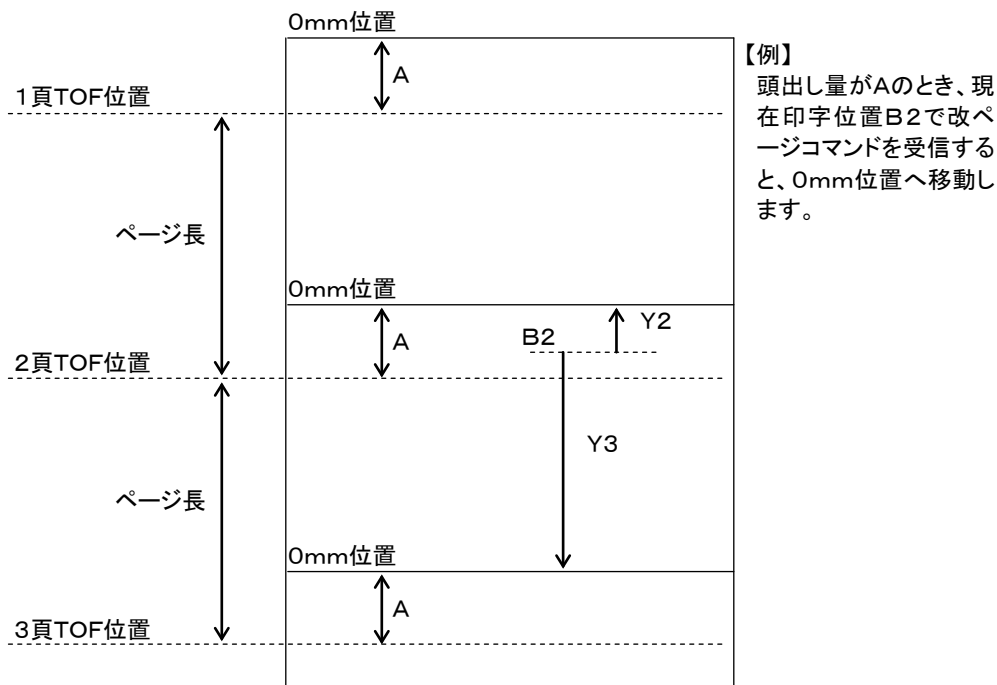 0mm位置
A
1頁TOF位置
【例】
頭出し量がAのとき、現
在印字位置B2で改ペ
ージコマンドを受信する
と、0mm位置へ移動し
ます。
ページ長
0mm位置
A
B2
Y2
2頁TOF位置
Y3
ページ長
0mm位置
A
3頁TOF位置